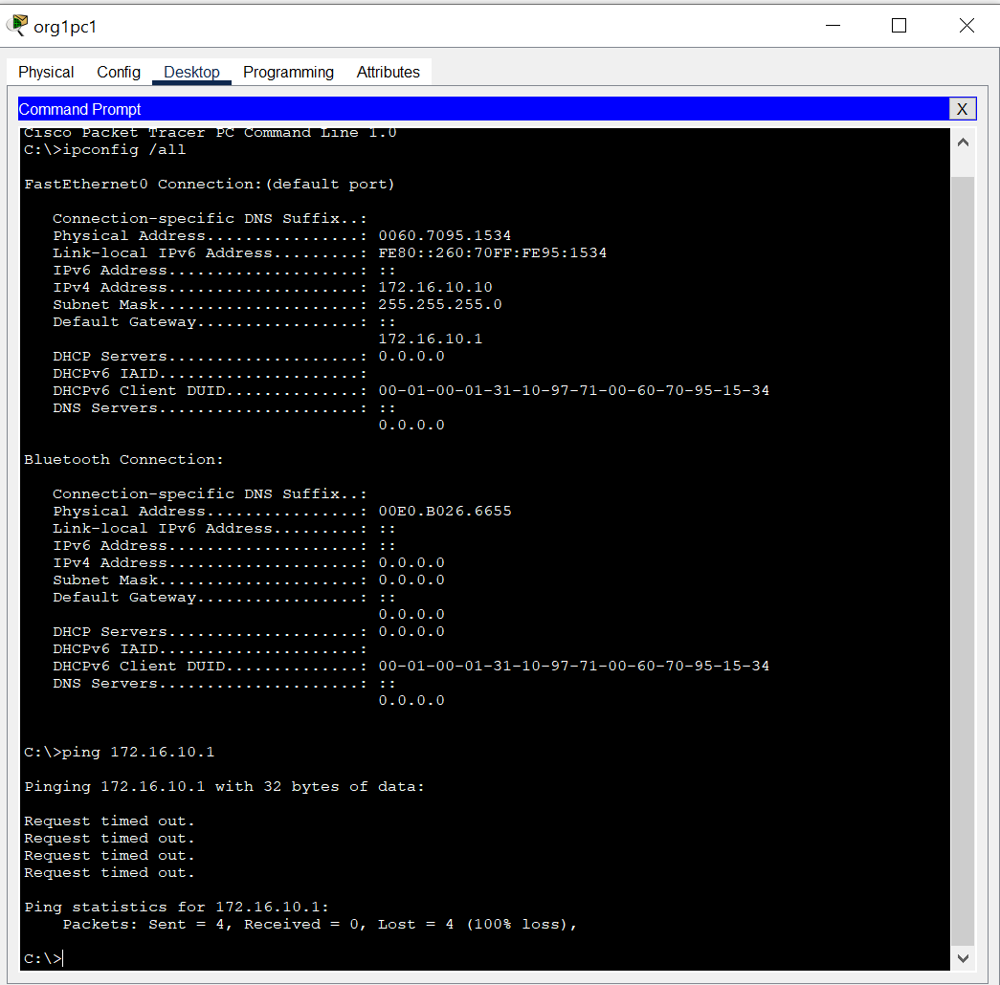 org1pc1
Physical Config Desktop Programming Attributes
Command Prompt X
Cisco Packet Tracer PC Command Line 1.0
C:\>ipconfig /all
FastEthernet0 Connection:(default port)
Connection-specific DNS Suffix..:
Physical Address................: 0060.7095.1534
Link-local IPv6 Address.........: FE80::260:70FF:FE95:1534
IPv6 Address....................: ::
IPv4 Address....................: 172.16.10.10
Subnet Mask.....................: 255.255.255.0
Default Gateway.................: ::
172.16.10.1
DHCP Servers....................: 0.0.0.0
DHCPv6 IAID.....................:
DHCPv6 Client DUID..............: 00-01-00-01-31-10-97-71-00-60-70-95-15-34
DNS Servers.....................: ::
0.0.0.0
Bluetooth Connection:
Connection-specific DNS Suffix..:
Physical Address................: 00E0.B026.6655
Link-local IPv6 Address.........: ::
IPv6 Address....................: ::
IPv4 Address....................: 0.0.0.0
Subnet Mask.....................: 0.0.0.0
Default Gateway.................: ::
0.0.0.0
DHCP Servers....................: 0.0.0.0
DHCPv6 IAID.....................:
DHCPv6 Client DUID..............: 00-01-00-01-31-10-97-71-00-60-70-95-15-34
DNS Servers.....................: ::
0.0.0.0
C:\>ping 172.16.10.1
Pinging 172.16.10.1 with 32 bytes of data:
Request timed out.
Request timed out.
Request timed out.
Request timed out.
Ping statistics for 172.16.10.1:
Packets: Sent = 4, Received = 0, Lost = 4 (100% loss),
C:\>